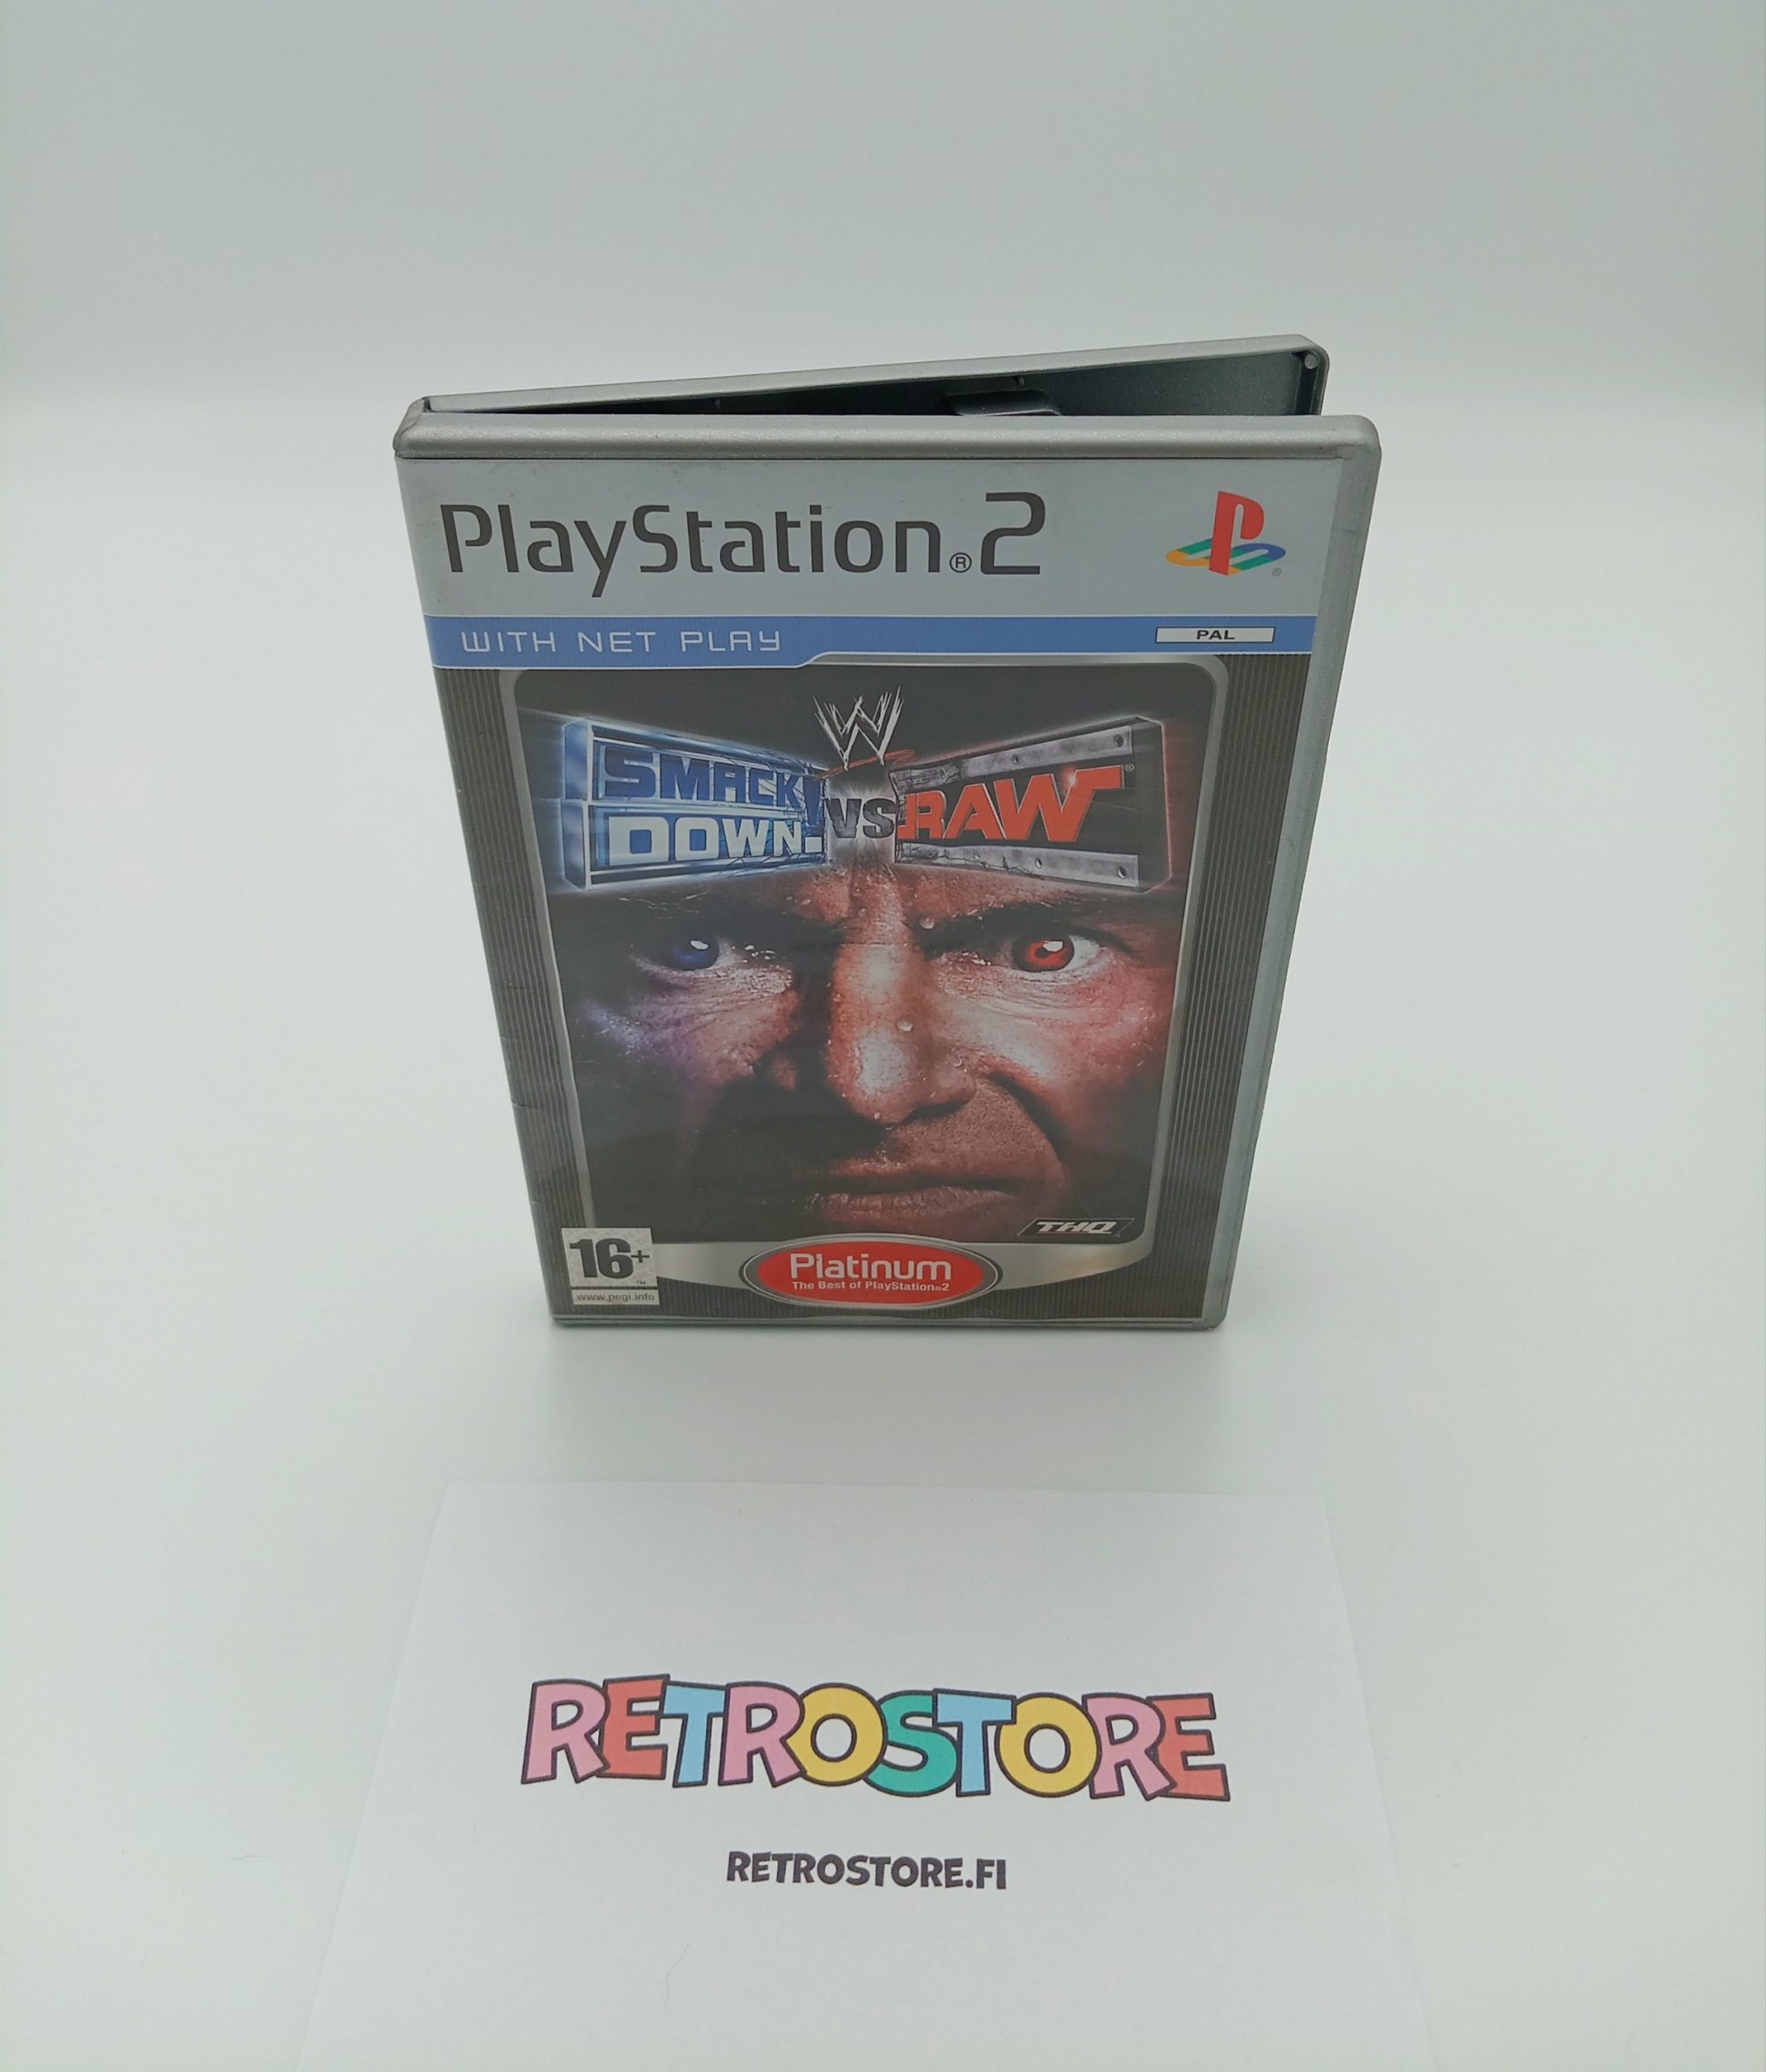 PlayStation®2
WITH NET PLAY
PAL
W
SMACK
DOWN!
VS
RAW®
THQ
16+
™
www.pegi.info
Platinum
The Best of PlayStation®2
RETROSTORE
RETROSTORE.FI